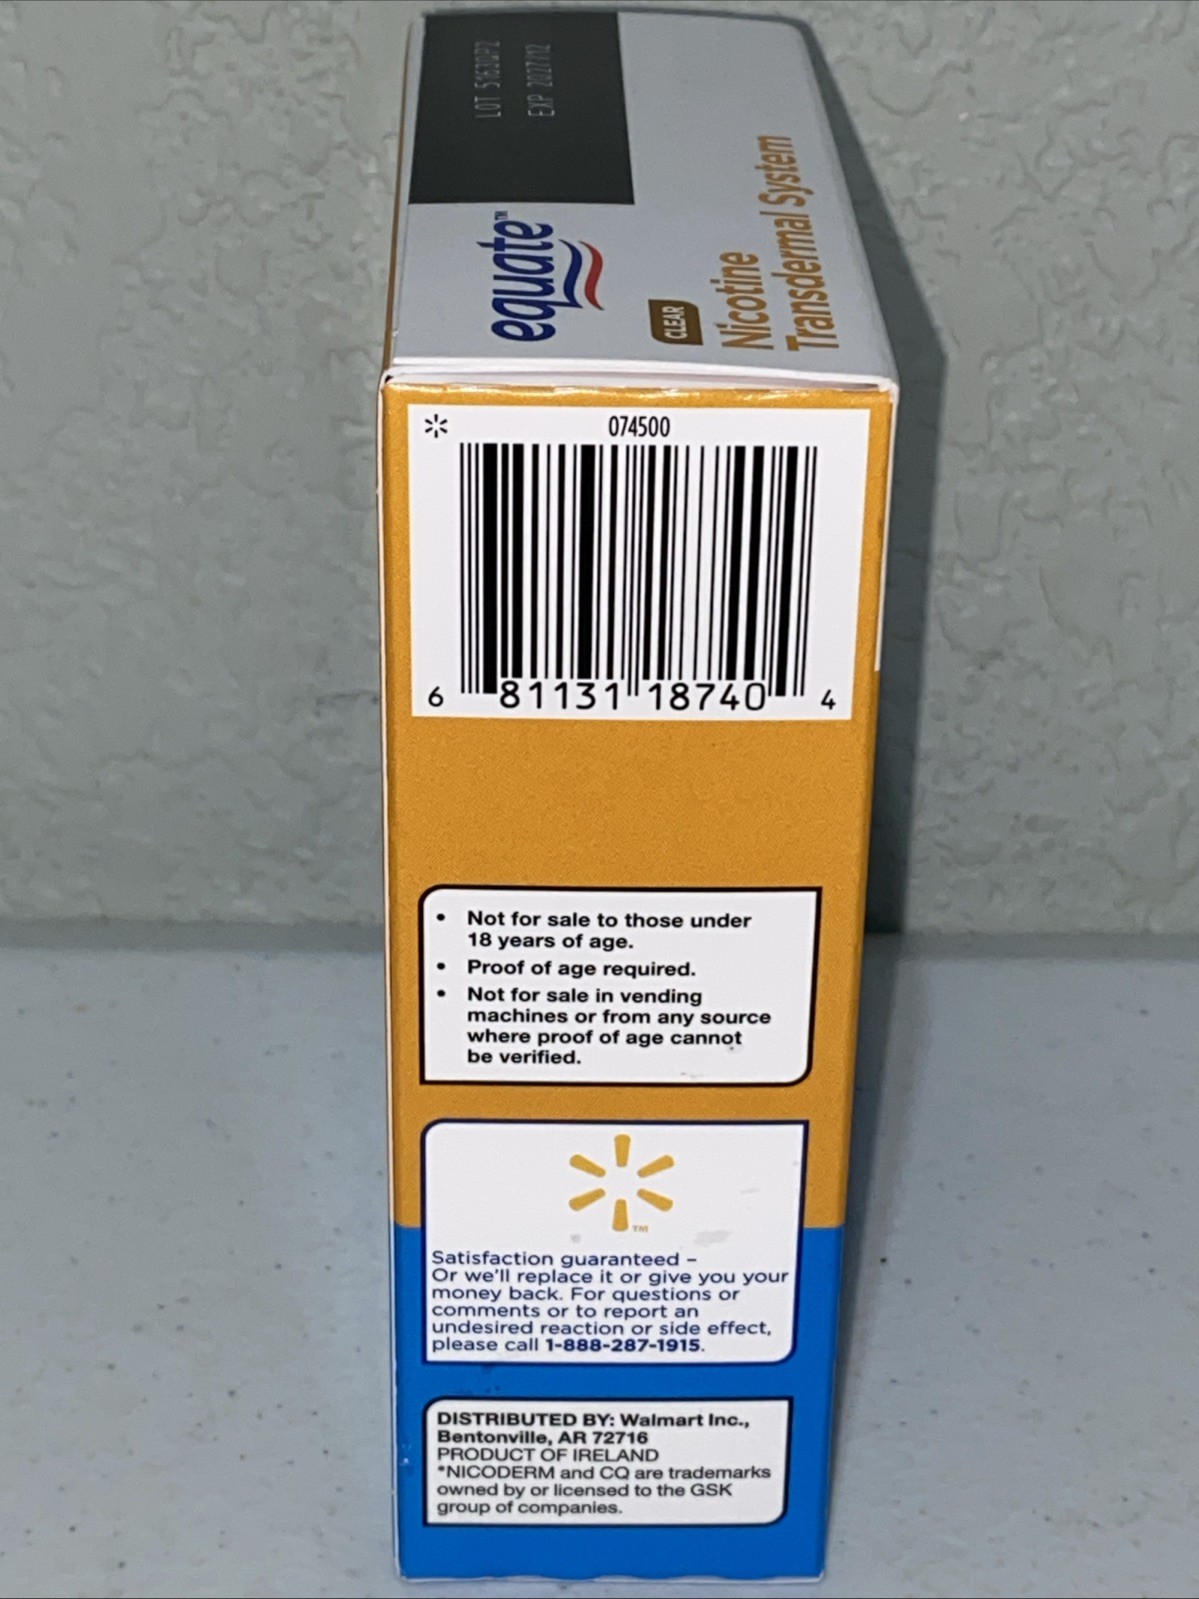 LOT
EXP 2027/12
equate™
CLEAR
Nicotine
Transdermal System
074500
6 81131 18740 4
• Not for sale to those under
18 years of age.
• Proof of age required.
• Not for sale in vending
machines or from any source
where proof of age cannot
be verified.
TM
Satisfaction guaranteed –
Or we'll replace it or give you your
money back. For questions or
comments or to report an
undesired reaction or side effect,
please call 1-888-287-1915.
DISTRIBUTED BY: Walmart Inc.,
Bentonville, AR 72716
PRODUCT OF IRELAND
*NICODERM and CQ are trademarks
owned by or licensed to the GSK
group of companies.